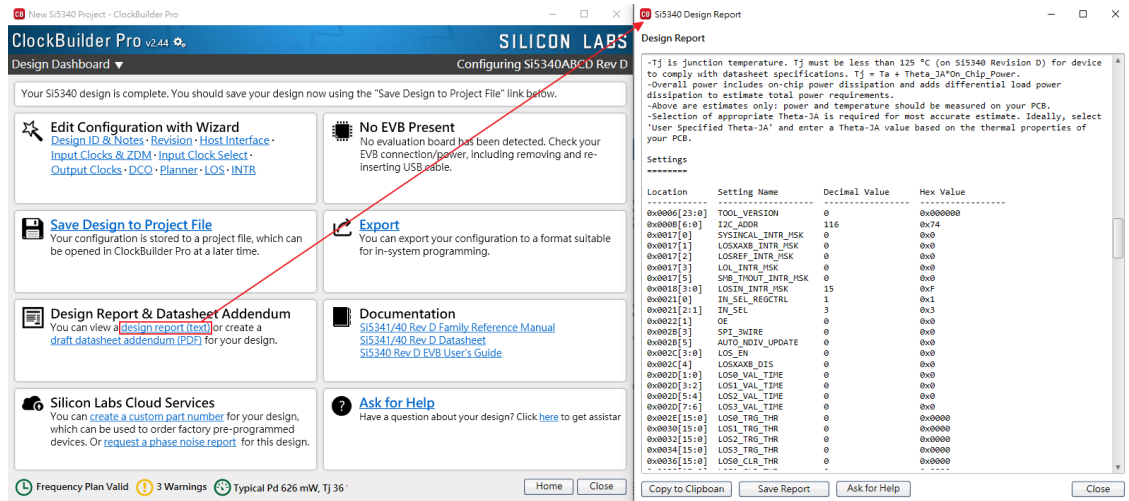 New Si5340 Project - ClockBuilder Pro
ClockBuilder Pro v2.44
SILICON LABS
Design Dashboard ▼
Configuring Si5340ABCD Rev D
Your Si5340 design is complete. You should save your design now using the "Save Design to Project File" link below.
Edit Configuration with Wizard
Design ID & Notes · Revision · Host Interface ·
Input Clocks & ZDM · Input Clock Select ·
Output Clocks · DCO · Planner · LOS · INTR
No EVB Present
No evaluation board has been detected. Check your
EVB connection/power, including removing and re-
inserting USB cable.
Save Design to Project File
Your configuration is stored to a project file, which can
be opened in ClockBuilder Pro at a later time.
Export
You can export your configuration to a format suitable
for in-system programming.
Design Report & Datasheet Addendum
You can view a design report (text) or create a
draft datasheet addendum (PDF) for your design.
Documentation
Si5341/40 Rev D Family Reference Manual
Si5341/40 Rev D Datasheet
Si5340 Rev D EVB User's Guide
Silicon Labs Cloud Services
You can create a custom part number for your design,
which can be used to order factory pre-programmed
devices. Or request a phase noise report for this design.
Ask for Help
Have a question about your design? Click here to get assistar
Frequency Plan Valid
3 Warnings
Typical Pd 626 mW, Tj 36 °
Home
Close
Si5340 Design Report
Design Report
-Tj is junction temperature. Tj must be less than 125 °C (on Si5340 Revision D) for device
to comply with datasheet specifications. Tj = Ta + Theta_JA*On_Chip_Power.
-Overall power includes on-chip power dissipation and adds differential load power
dissipation to estimate total power requirements.
-Above are estimates only: power and temperature should be measured on your PCB.
-Selection of appropriate Theta-JA is required for most accurate estimate. Ideally, select
'User Specified Theta-JA' and enter a Theta-JA value based on the thermal properties of
your PCB.
Settings
========
Location Setting Name Decimal Value Hex Value
------------ -------------------- ----------------- -----------------
0x0006[23:0] TOOL_VERSION 0 0x000000
0x000B[6:0] I2C_ADDR 116 0x74
0x0017[0] SYSINCAL_INTR_MSK 0 0x0
0x0017[1] LOSXAXB_INTR_MSK 0 0x0
0x0017[2] LOSREF_INTR_MSK 0 0x0
0x0017[3] LOL_INTR_MSK 0 0x0
0x0017[5] SMB_TMOUT_INTR_MSK 0 0x0
0x0018[3:0] LOSIN_INTR_MSK 15 0xF
0x0021[0] IN_SEL_REGCTRL 1 0x1
0x0021[2:1] IN_SEL 3 0x3
0x0022[1] OE 0 0x0
0x002B[3] SPI_3WIRE 0 0x0
0x002B[5] AUTO_NDIV_UPDATE 0 0x0
0x002C[3:0] LOS_EN 0 0x0
0x002C[4] LOSXAXB_DIS 0 0x0
0x002D[1:0] LOS0_VAL_TIME 0 0x0
0x002D[3:2] LOS1_VAL_TIME 0 0x0
0x002D[5:4] LOS2_VAL_TIME 0 0x0
0x002D[7:6] LOS3_VAL_TIME 0 0x0
0x002E[15:0] LOS0_TRG_THR 0 0x0000
0x0030[15:0] LOS1_TRG_THR 0 0x0000
0x0032[15:0] LOS2_TRG_THR 0 0x0000
0x0034[15:0] LOS3_TRG_THR 0 0x0000
0x0036[15:0] LOS0_CLR_THR 0 0x0000
Copy to Clipboard
Save Report
Ask for Help
Close